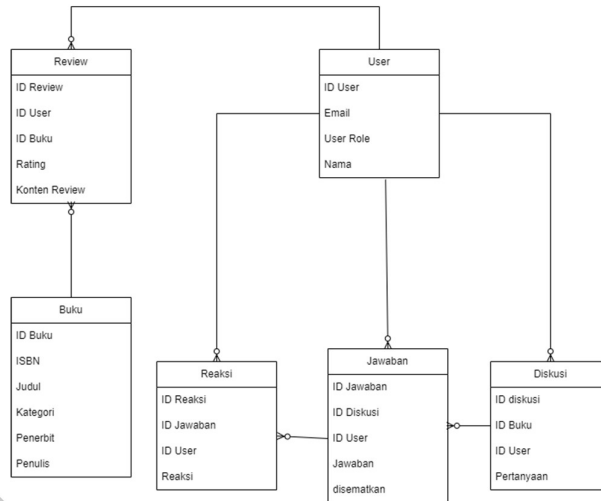 Review
ID Review
ID User
ID Buku
Rating
Konten Review
User
ID User
Email
User Role
Nama
Buku
ID Buku
ISBN
Judul
Kategori
Penerbit
Penulis
Reaksi
ID Reaksi
ID Jawaban
ID User
Reaksi
Jawaban
ID Jawaban
ID Diskusi
ID User
Jawaban
disematkan
Diskusi
ID diskusi
ID Buku
ID User
Pertanyaan